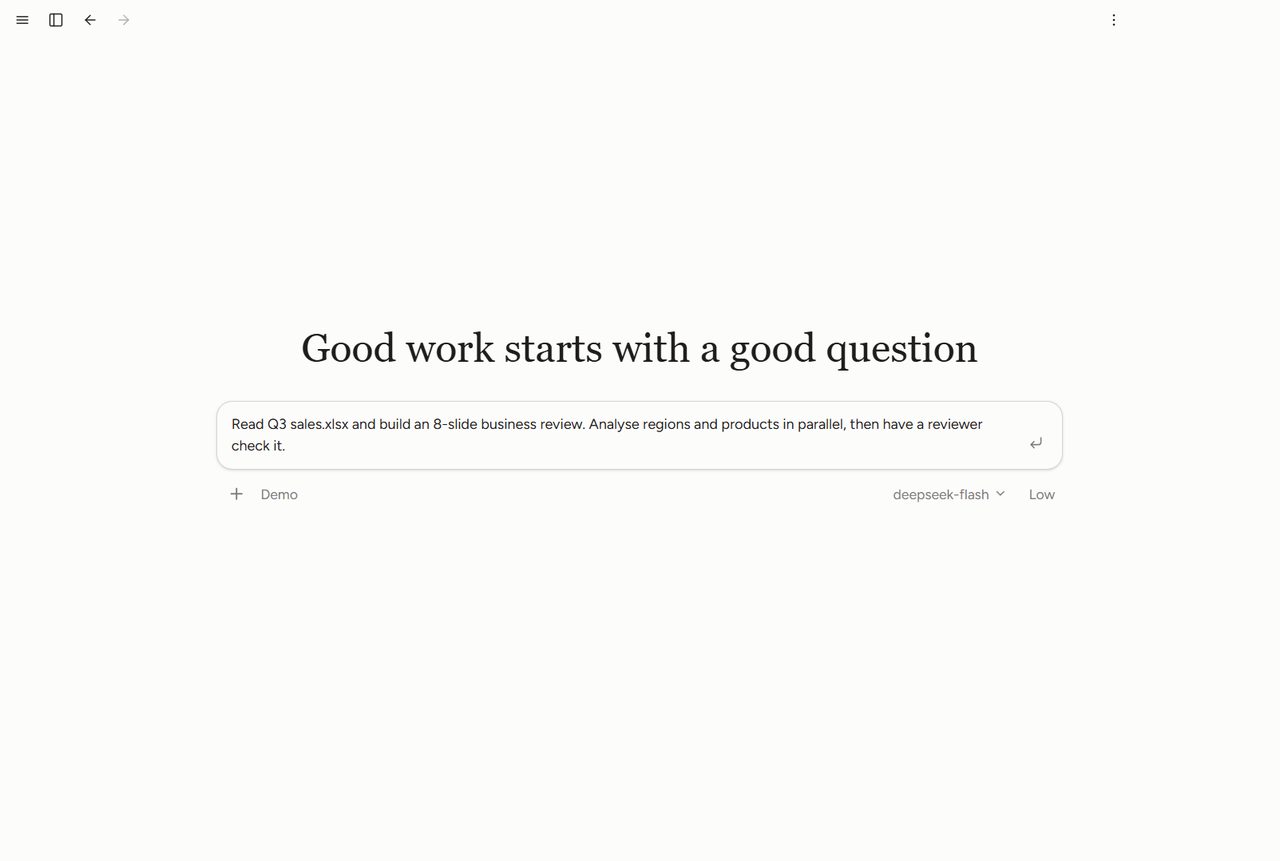 Good work starts with a good question
Read Q3 sales.xlsx and build an 8-slide business review. Analyse regions and products in parallel, then have a reviewer
check it.
Demo
deepseek-flash
Low